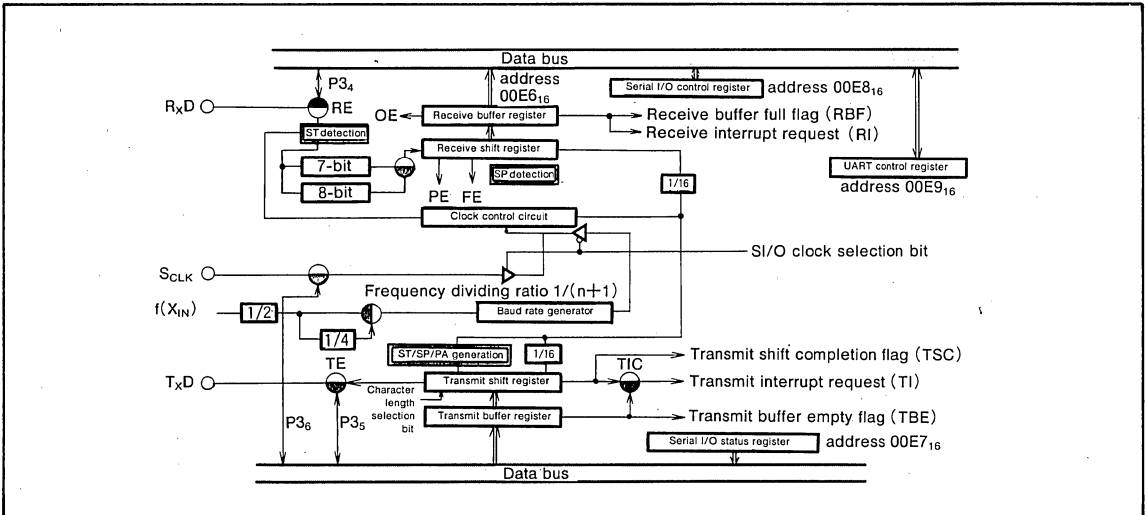 Data bus
P3₄
address
00E6₁₆
Serial I/O control register
address 00E8₁₆
RₓD
RE
OE
Receive buffer register
Receive buffer full flag (RBF)
Receive interrupt request (RI)
ST detection
Receive shift register
7-bit
8-bit
SP detection
1/16
UART control register
address 00E9₁₆
PE
FE
Clock control circuit
SI/O clock selection bit
S_CLK
Frequency dividing ratio 1/(n+1)
f(X_IN)
1/2
Baud rate generator
1/4
ST/SP/PA generation
1/16
TE
TIC
Transmit shift completion flag (TSC)
TₓD
Transmit shift register
Transmit interrupt request (TI)
Character
length
selection
bit
P3₆
P3₅
Transmit buffer register
Transmit buffer empty flag (TBE)
Serial I/O status register
address 00E7₁₆
Data bus